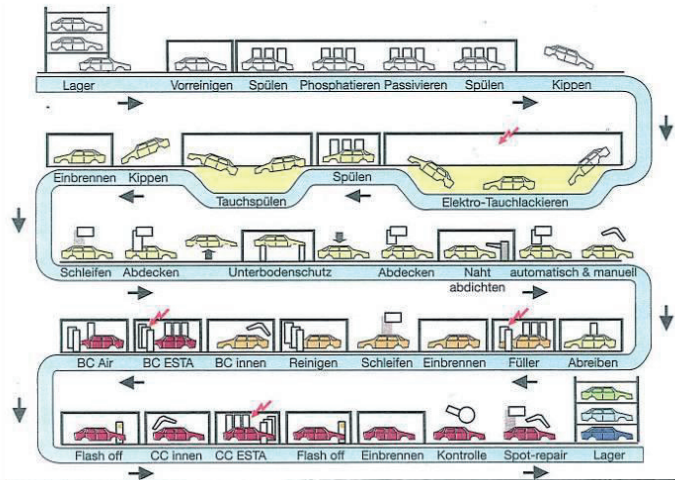 Lager Vorreinigen Spülen Phosphatieren Passivieren Spülen Kippen
Einbrennen Kippen Tauchspülen Spülen Elektro-Tauchlackieren
Schleifen Abdecken Unterbodenschutz Abdecken Naht automatisch & manuell
abdichten
BC Air BC ESTA BC innen Reinigen Schleifen Einbrennen Füller Abreiben
Flash off CC innen CC ESTA Flash off Einbrennen Kontrolle Spot-repair Lager